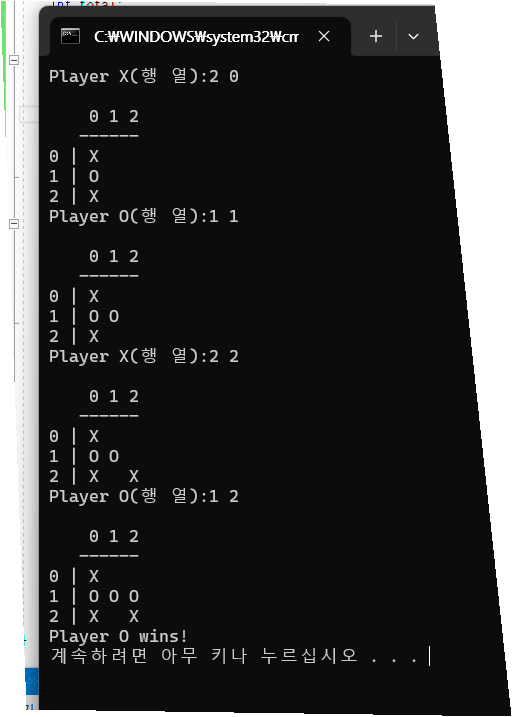 int total;
C:₩WINDOWS₩system32₩cm
Player X(행 열):2 0
0 1 2
------
0 | X
1 | O
2 | X
Player O(행 열):1 1
0 1 2
------
0 | X
1 | O O
2 | X
Player X(행 열):2 2
0 1 2
------
0 | X
1 | O O
2 | X   X
Player O(행 열):1 2
0 1 2
------
0 | X
1 | O O O
2 | X   X
Player O wins!
계속하려면 아무 키나 누르십시오 . . .